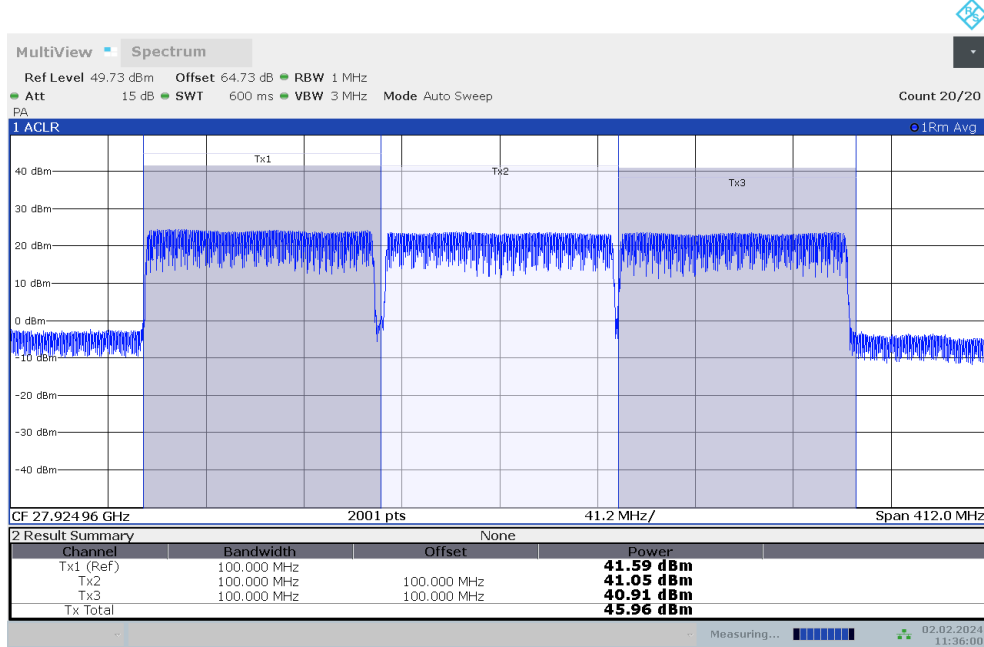 R&S
MultiView Spectrum
Ref Level 49.73 dBm Offset 64.73 dB RBW 1 MHz
Att 15 dB SWT 600 ms VBW 3 MHz Mode Auto Sweep Count 20/20
PA
1 ACLR 1Rm Avg
Tx1
Tx2
Tx3
40 dBm
30 dBm
20 dBm
10 dBm
0 dBm
-10 dBm
-20 dBm
-30 dBm
-40 dBm
CF 27.92496 GHz 2001 pts 41.2 MHz/ Span 412.0 MHz
2 Result Summary None
Channel Bandwidth Offset Power
Tx1 (Ref) 100.000 MHz 41.59 dBm
Tx2 100.000 MHz 100.000 MHz 41.05 dBm
Tx3 100.000 MHz 100.000 MHz 40.91 dBm
Tx Total 45.96 dBm
Measuring... 02.02.2024
11:36:00